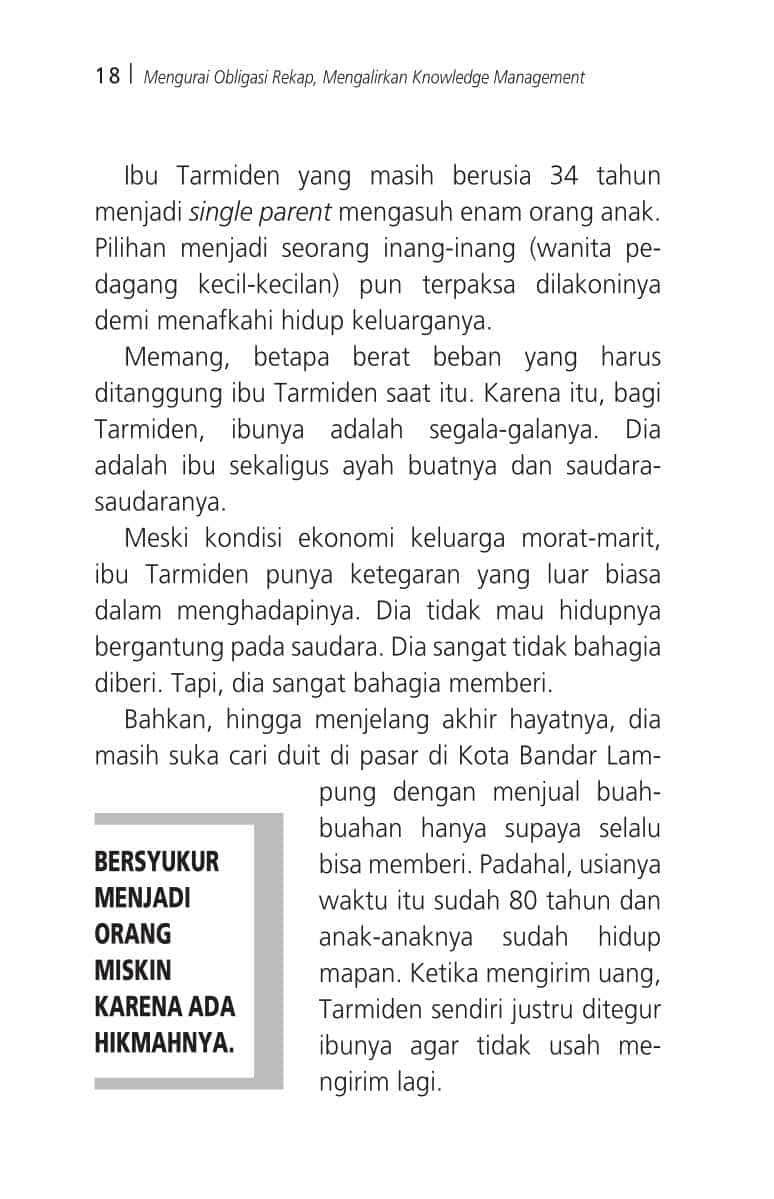 18 | Mengurai Obligasi Rekap, Mengalirkan Knowledge Management
Ibu Tarmiden yang masih berusia 34 tahun
menjadi single parent mengasuh enam orang anak.
Pilihan menjadi seorang inang-inang (wanita pe-
dagang kecil-kecilan) pun terpaksa dilakoninya
demi menafkahi hidup keluarganya.
Memang, betapa berat beban yang harus
ditanggung ibu Tarmiden saat itu. Karena itu, bagi
Tarmiden, ibunya adalah segala-galanya. Dia
adalah ibu sekaligus ayah buatnya dan saudara-
saudaranya.
Meski kondisi ekonomi keluarga morat-marit,
ibu Tarmiden punya ketegaran yang luar biasa
dalam menghadapinya. Dia tidak mau hidupnya
bergantung pada saudara. Dia sangat tidak bahagia
diberi. Tapi, dia sangat bahagia memberi.
Bahkan, hingga menjelang akhir hayatnya, dia
masih suka cari duit di pasar di Kota Bandar Lam-
pung dengan menjual buah-
buahan hanya supaya selalu
bisa memberi. Padahal, usianya
waktu itu sudah 80 tahun dan
anak-anaknya sudah hidup
mapan. Ketika mengirim uang,
Tarmiden sendiri justru ditegur
ibunya agar tidak usah me-
ngirim lagi.
BERSYUKUR
MENJADI
ORANG
MISKIN
KARENA ADA
HIKMAHNYA.